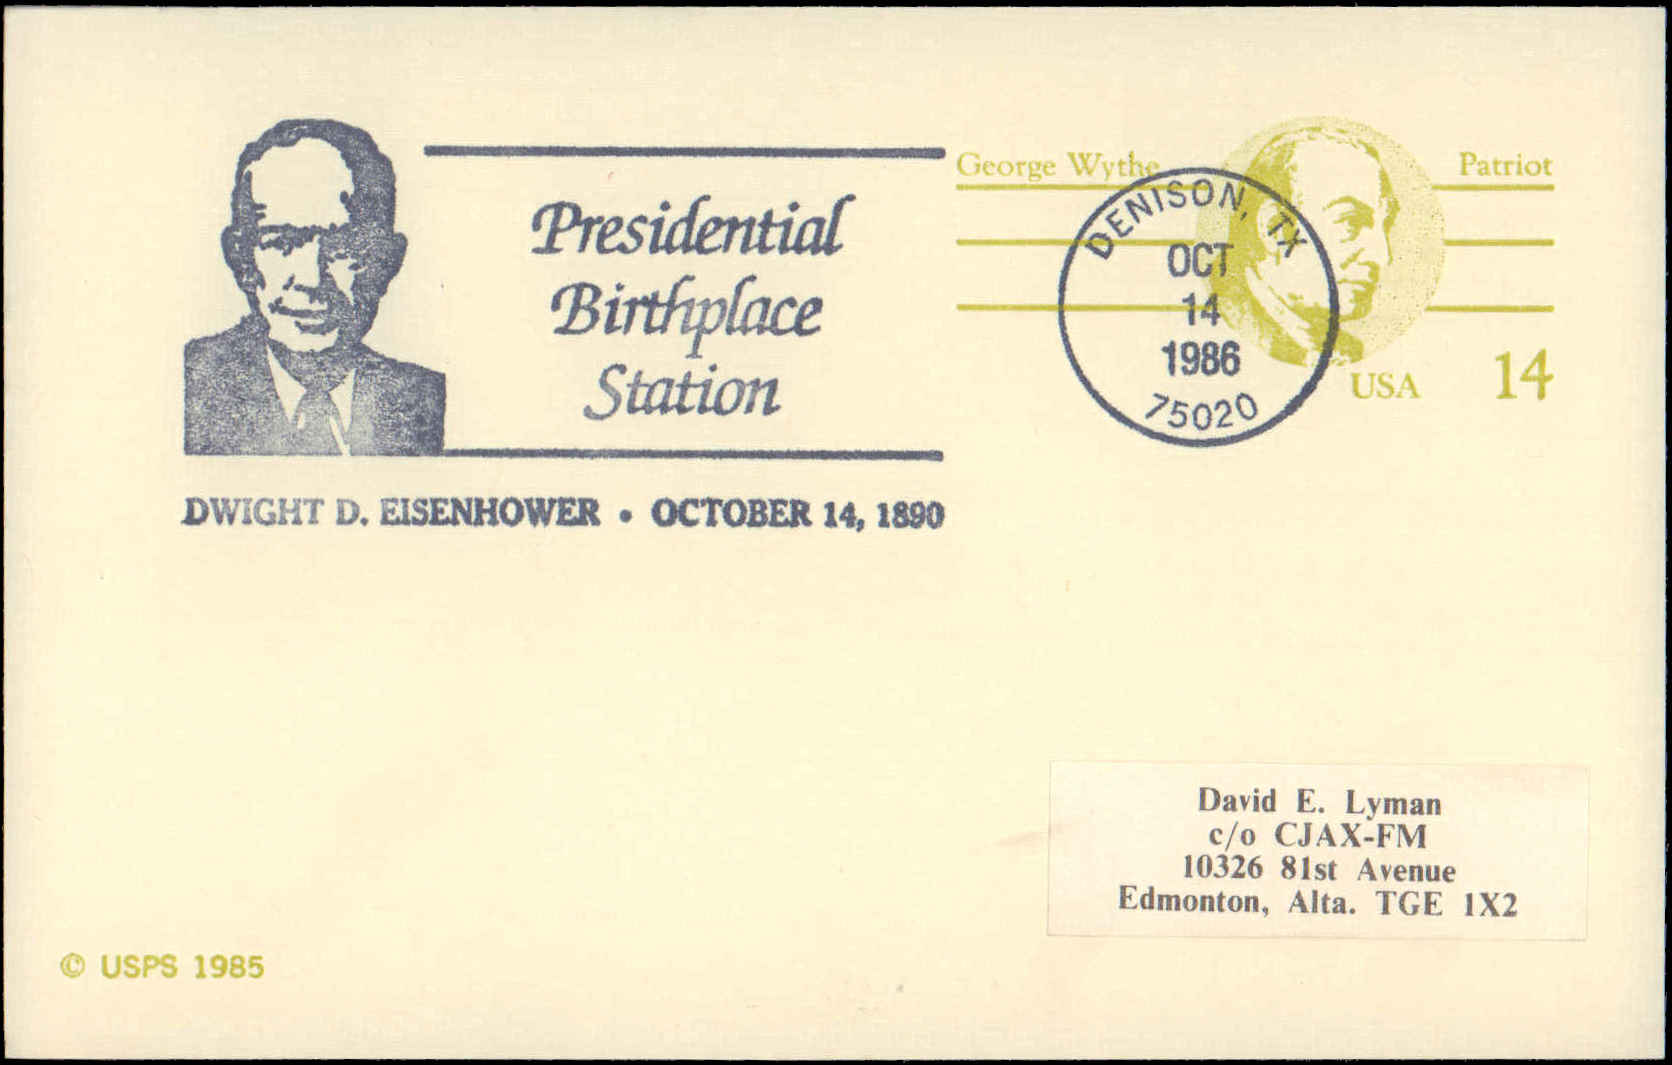 George Wythe Patriot
Presidential
Birthplace
Station
DENISON, TX
OCT
14
1986
75020
USA 14
DWIGHT D. EISENHOWER • OCTOBER 14, 1890
David E. Lyman
c/o CJAX-FM
10326 81st Avenue
Edmonton, Alta. TGE 1X2
© USPS 1985